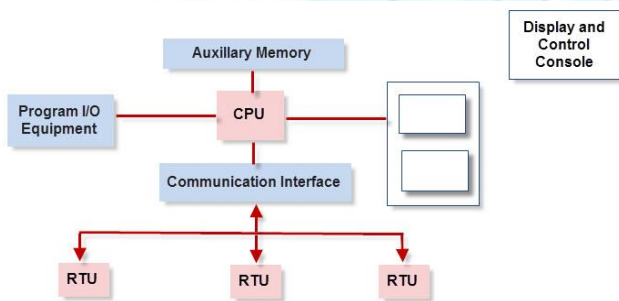 Display and
Control
Console
Auxillary Memory
Program I/O
Equipment
CPU
Communication Interface
RTU
RTU
RTU